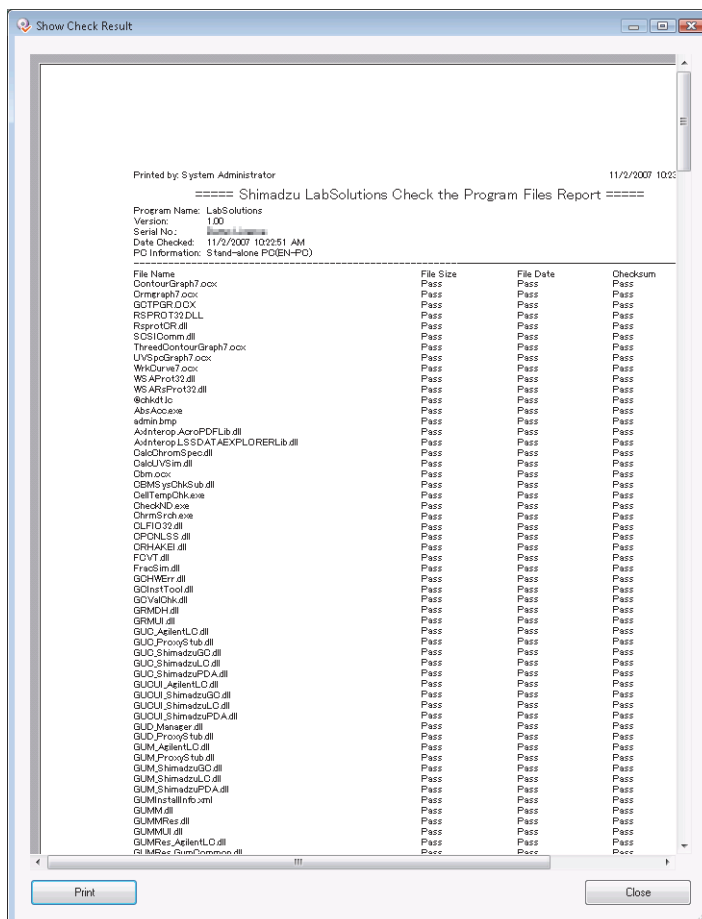 Show Check Result
Printed by: System Administrator 11/2/2007 10:23
===== Shimadzu LabSolutions Check the Program Files Report =====
Program Name: LabSolutions
Version: 1.00
Serial No.:
Date Checked: 11/2/2007 10:22:51 AM
PC Information: Stand-alone PC(EN-PC)
File Name File Size File Date Checksum
ContourGraph7.ocx Pass Pass Pass
Crmgraph7.ocx Pass Pass Pass
GCTPGR.OCX Pass Pass Pass
RSPROT32.DLL Pass Pass Pass
RsprotCR.dll Pass Pass Pass
SCSIComm.dll Pass Pass Pass
ThreedContourGraph7.ocx Pass Pass Pass
UVSpcGraph7.ocx Pass Pass Pass
WrkCurve7.ocx Pass Pass Pass
WSAProt32.dll Pass Pass Pass
WSARsProt32.dll Pass Pass Pass
@chkdt.lc Pass Pass Pass
AbsAcc.exe Pass Pass Pass
admin.bmp Pass Pass Pass
AxInterop.AcroPDFLib.dll Pass Pass Pass
AxInterop.LSSDATAEXPLORERLib.dll Pass Pass Pass
CalcChromSpec.dll Pass Pass Pass
CalcUVSim.dll Pass Pass Pass
Cbm.ocx Pass Pass Pass
CBMSysChkSub.dll Pass Pass Pass
CellTempChk.exe Pass Pass Pass
CheckND.exe Pass Pass Pass
ChrmSrch.exe Pass Pass Pass
CLFIO32.dll Pass Pass Pass
CPCNLSS.dll Pass Pass Pass
CRHAKEI.dll Pass Pass Pass
FCVT.dll Pass Pass Pass
FracSim.dll Pass Pass Pass
GCHWErr.dll Pass Pass Pass
GCInstTool.dll Pass Pass Pass
GCValChk.dll Pass Pass Pass
GRMDH.dll Pass Pass Pass
GRMUI.dll Pass Pass Pass
GUC_AgilentLC.dll Pass Pass Pass
GUC_ProxyStub.dll Pass Pass Pass
GUC_ShimadzuGC.dll Pass Pass Pass
GUC_ShimadzuLC.dll Pass Pass Pass
GUC_ShimadzuPDA.dll Pass Pass Pass
GUCUI_AgilentLC.dll Pass Pass Pass
GUCUI_ShimadzuGC.dll Pass Pass Pass
GUCUI_ShimadzuLC.dll Pass Pass Pass
GUCUI_ShimadzuPDA.dll Pass Pass Pass
GUD_Manager.dll Pass Pass Pass
GUD_ProxyStub.dll Pass Pass Pass
GUM_AgilentLC.dll Pass Pass Pass
GUM_ProxyStub.dll Pass Pass Pass
GUM_ShimadzuGC.dll Pass Pass Pass
GUM_ShimadzuLC.dll Pass Pass Pass
GUM_ShimadzuPDA.dll Pass Pass Pass
GUMInstallInfo.xml Pass Pass Pass
GUMM.dll Pass Pass Pass
GUMMRes.dll Pass Pass Pass
GUMMUI.dll Pass Pass Pass
GUMRes_AgilentLC.dll Pass Pass Pass
GUMRes_GumCommon.dll Pass Pass Pass
Print Close